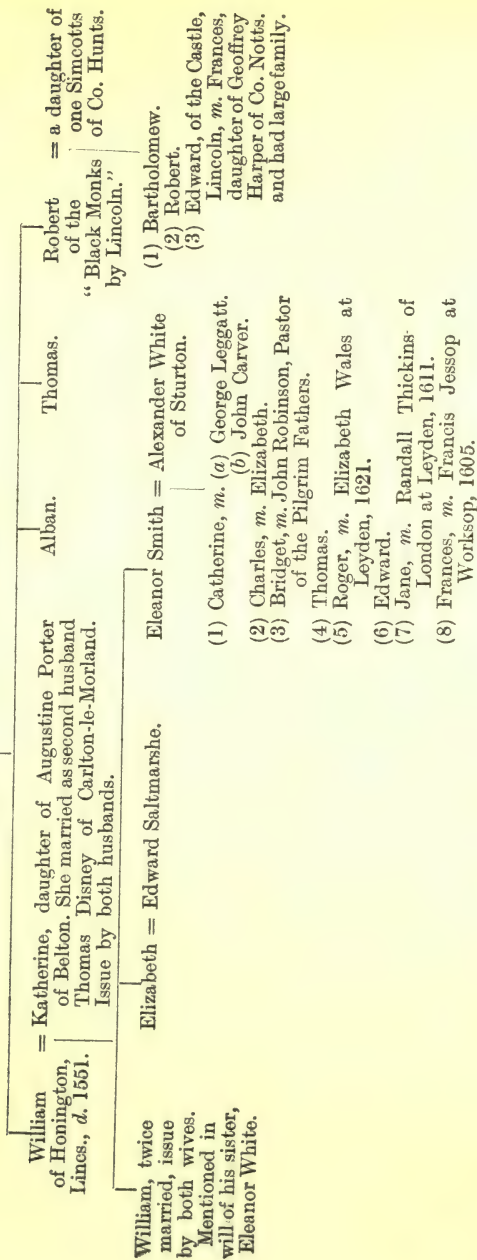 William
of Honington,
Lincs., d. 1551.
= Katherine, daughter of Augustine Porter
of Belton. She married as second husband
Thomas Disney of Carlton-le-Morland.
Issue by both husbands.
Alban.
Thomas.
Robert
of the
"Black Monks
by Lincoln."
= a daughter of
one Simcotts
of Co. Hunts.
William, twice
married, issue
by both wives.
Mentioned in
will of his sister,
Eleanor White.
Elizabeth = Edward Saltmarshe.
Eleanor Smith = Alexander White
of Sturton.
(1) Catherine, m. (a) George Leggatt.
(b) John Carver.
(2) Charles, m. Elizabeth.
(3) Bridget, m. John Robinson, Pastor
of the Pilgrim Fathers.
(4) Thomas.
(5) Roger, m. Elizabeth Wales at
Leyden, 1621.
(6) Edward.
(7) Jane, m. Randall Thickins of
London at Leyden, 1611.
(8) Frances, m. Francis Jessop at
Worksop, 1605.
(1) Bartholomew.
(2) Robert.
(3) Edward, of the Castle,
Lincoln, m. Frances,
daughter of Geoffrey
Harper of Co. Notts.
and had large family.